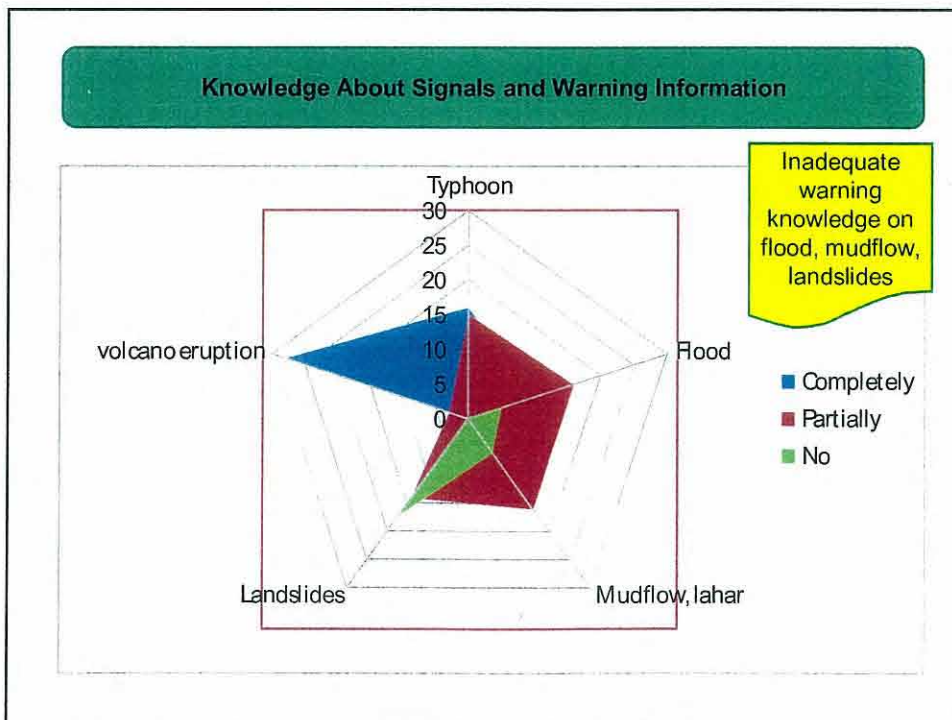 Knowledge About Signals and Warning Information
Inadequate
warning
knowledge on
flood, mudflow,
landslides
Typhoon
30
25
20
15
10
5
0
volcano eruption
Flood
Landslides
Mudflow, lahar
Completely
Partially
No